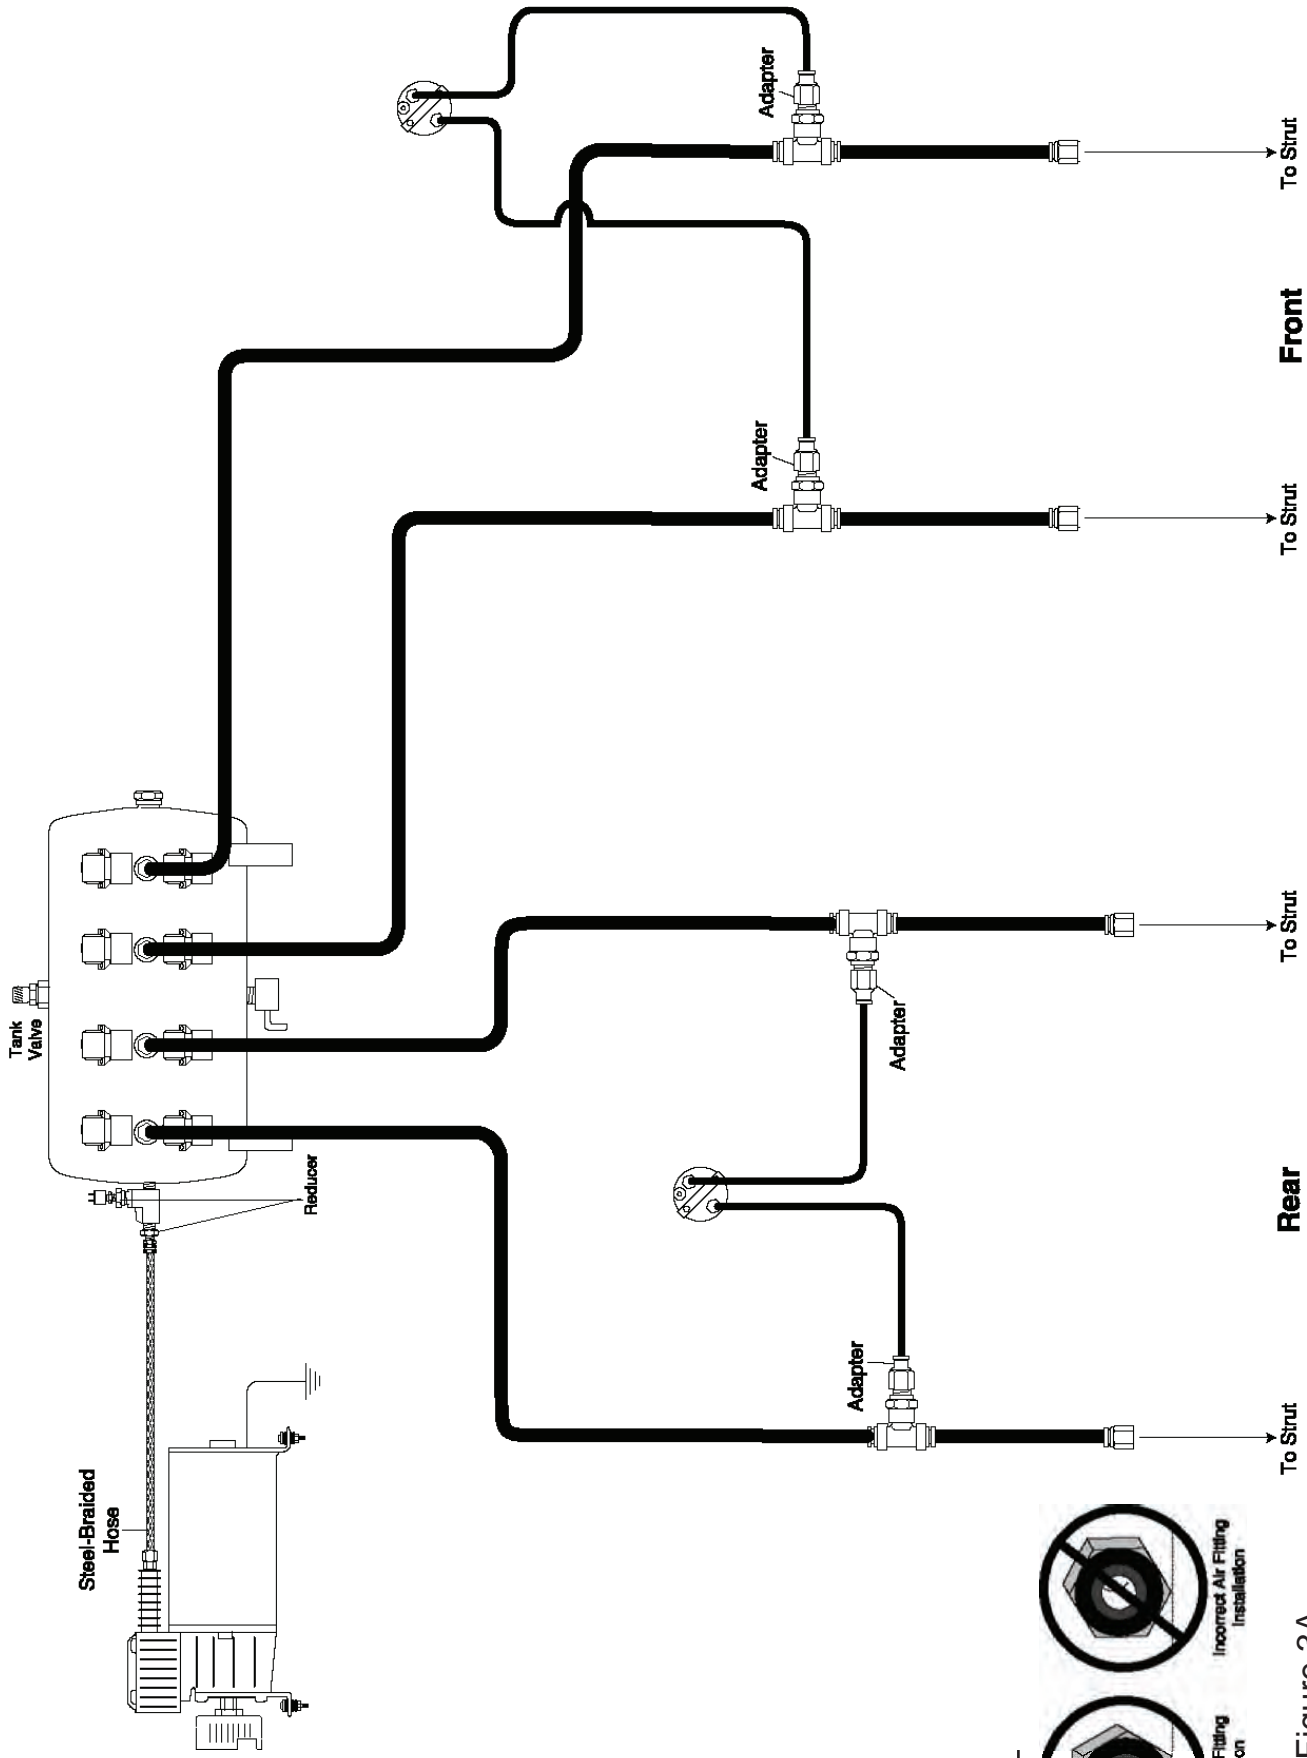 Steel-Braided
Hose
Reducer
Tank
Valve
Adapter
Adapter
Adapter
Adapter
To Strut
To Strut
To Strut
To Strut
Rear
Front
Incorrect Air Fitting
Installation
Fitting
Figure 3A